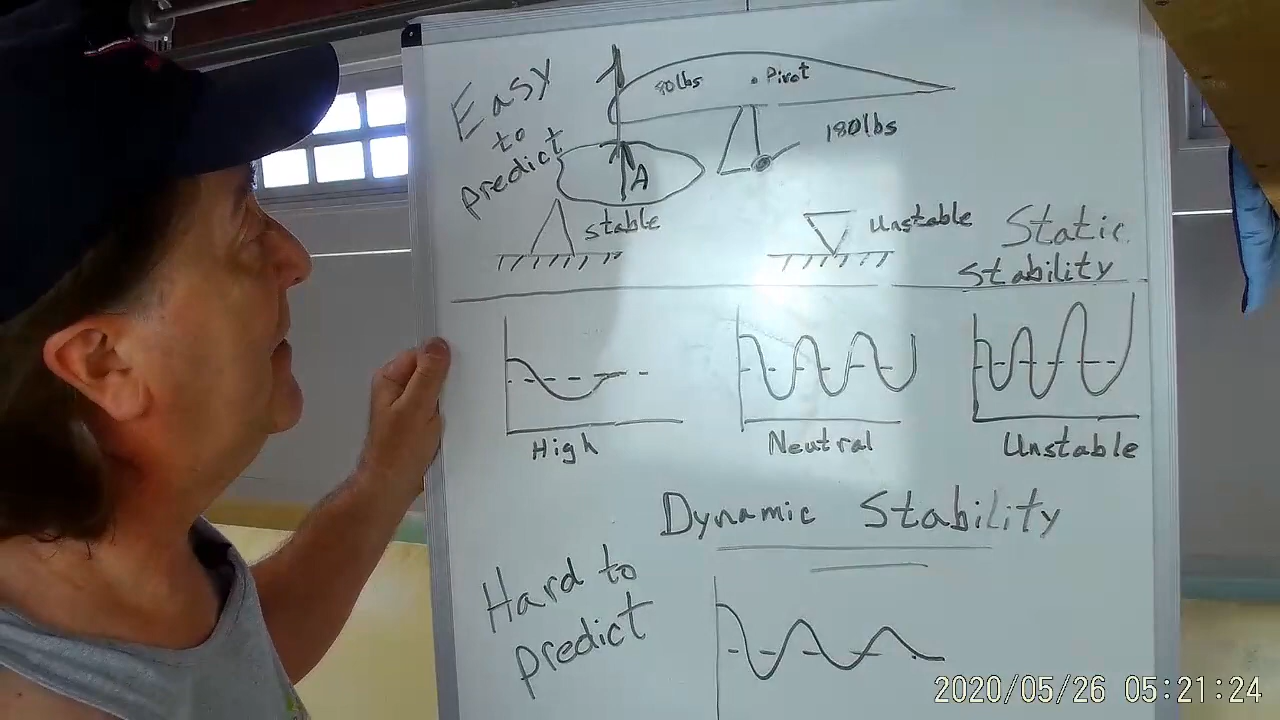 Easy
to
predict
80lbs
Pivot
180lbs
A
stable
Unstable
Static
Stability
High
Neutral
Unstable
Dynamic Stability
Hard to
predict
2020/05/26 05:21:24